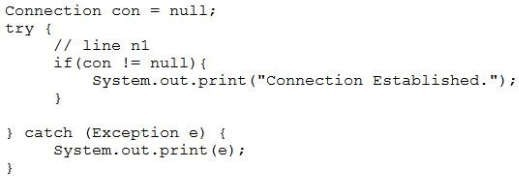 Connection con = null;
try {
// line n1
if(con != null){
System.out.print("Connection Established.");
}
} catch (Exception e) {
System.out.print(e);
}